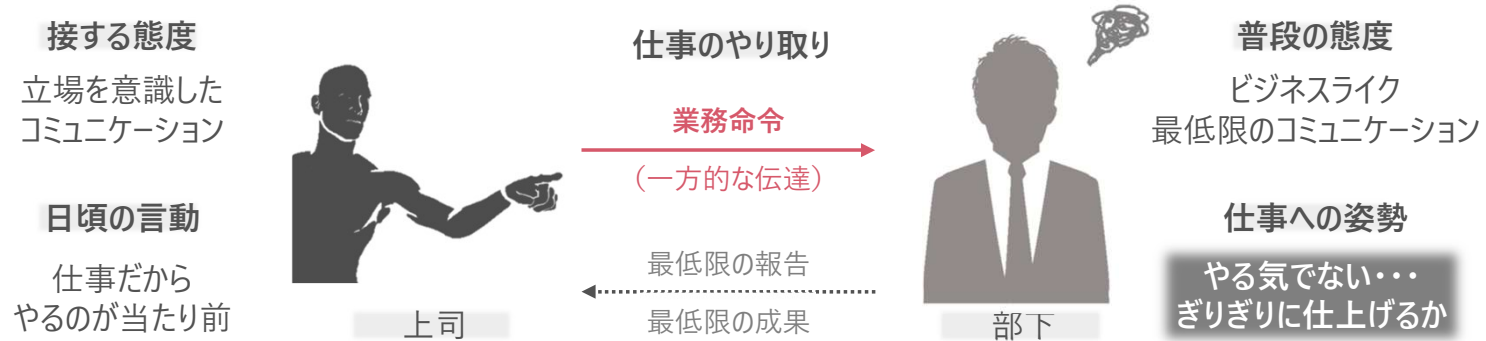 接する態度
立場を意識した
コミュニケーション
日頃の言動
仕事だから
やるのが当たり前
上司
仕事のやり取り
業務命令
（一方的な伝達）
最低限の報告
最低限の成果
部下
普段の態度
ビジネスライク
最低限のコミュニケーション
仕事への姿勢
やる気でない・・・
ぎりぎりに仕上げるか